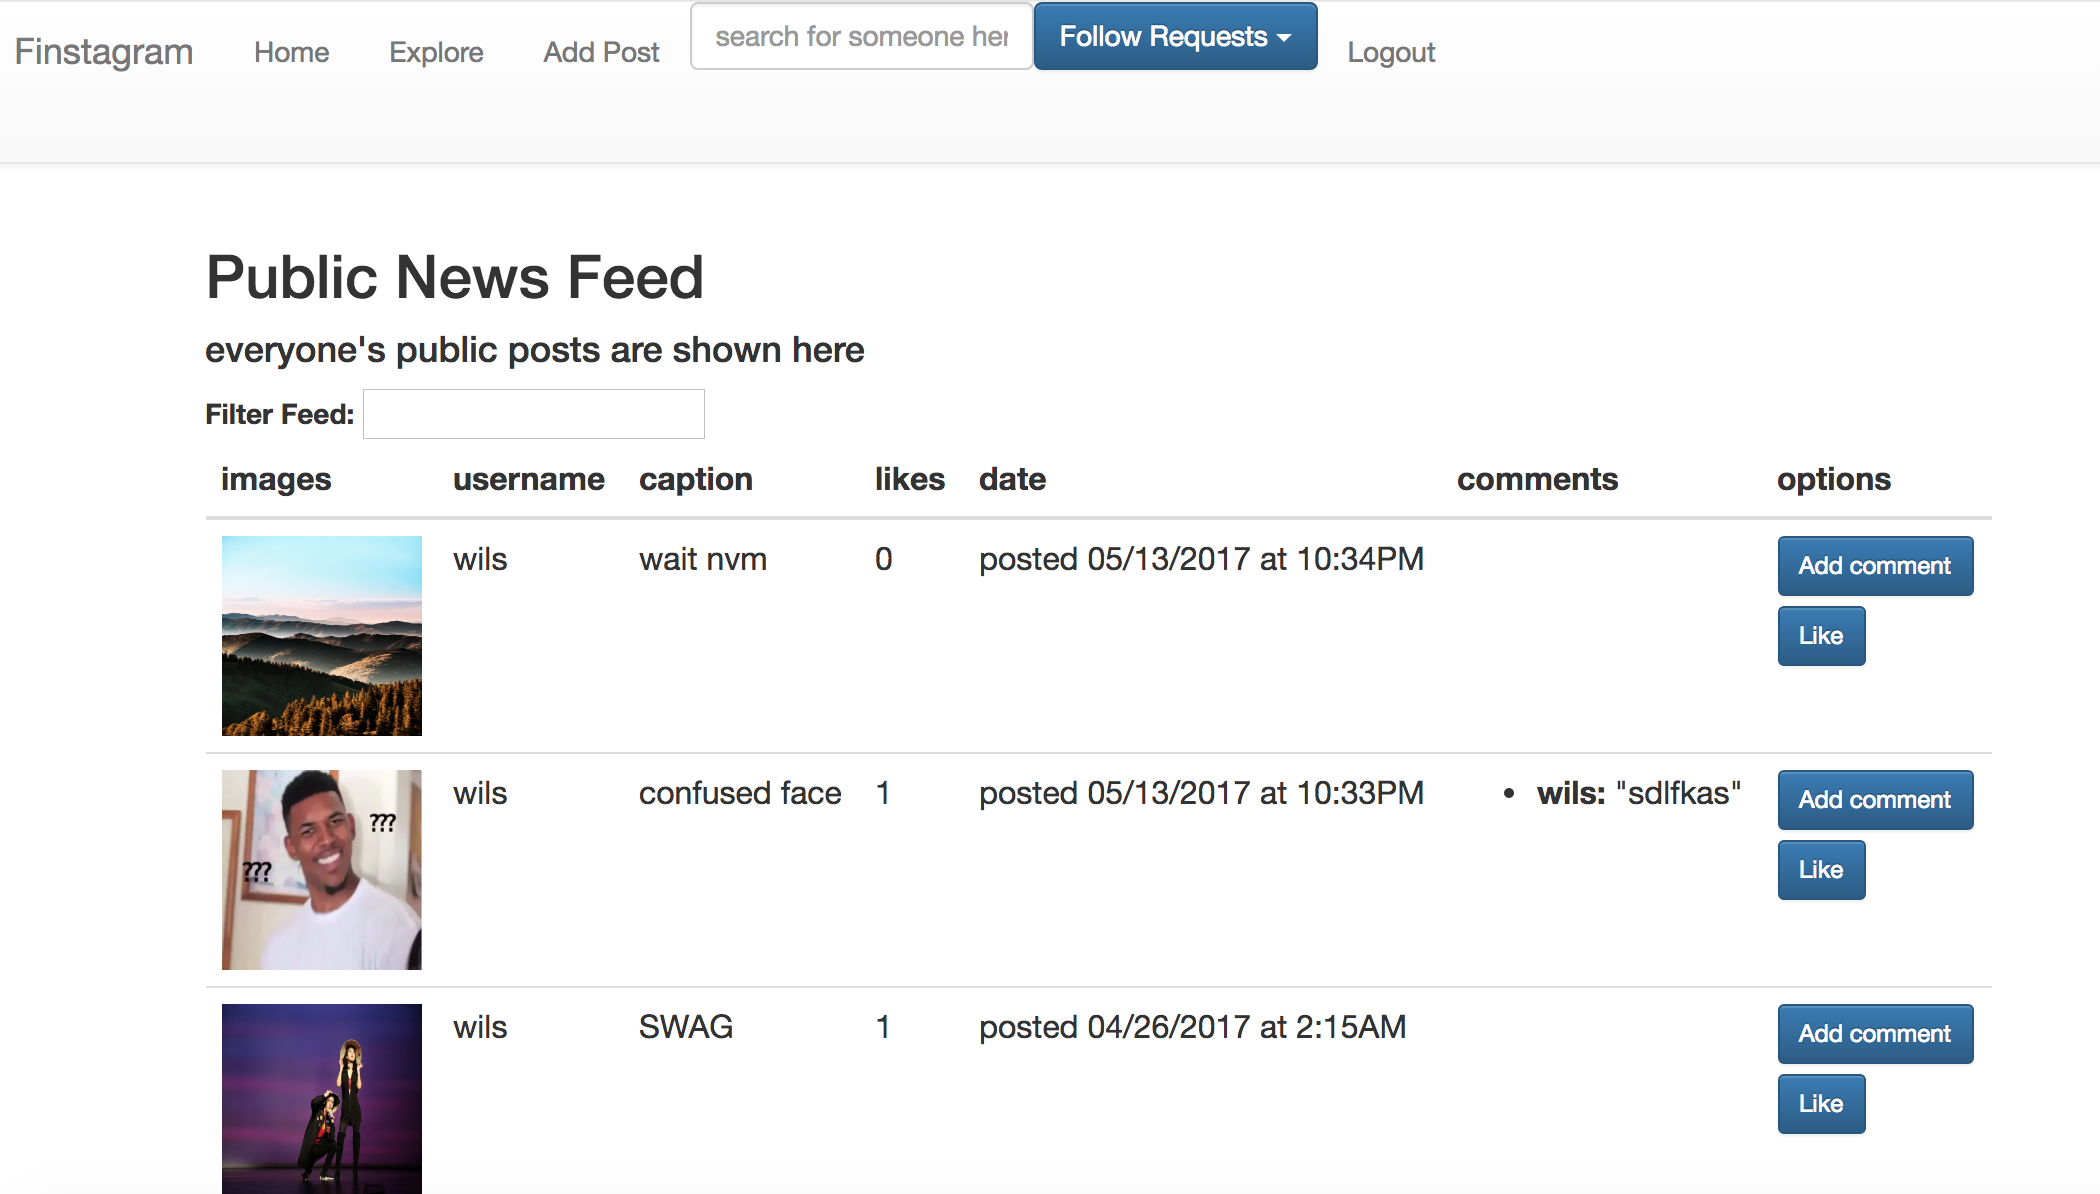 Finstagram Home Explore Add Post search for someone her Follow Requests Logout
Public News Feed
everyone's public posts are shown here
Filter Feed:
images username caption likes date comments options
wils wait nvm 0 posted 05/13/2017 at 10:34PM Add comment
Like
wils confused face 1 posted 05/13/2017 at 10:33PM • wils: "sdlfkas" Add comment
???
???
Like
wils SWAG 1 posted 04/26/2017 at 2:15AM Add comment
Like